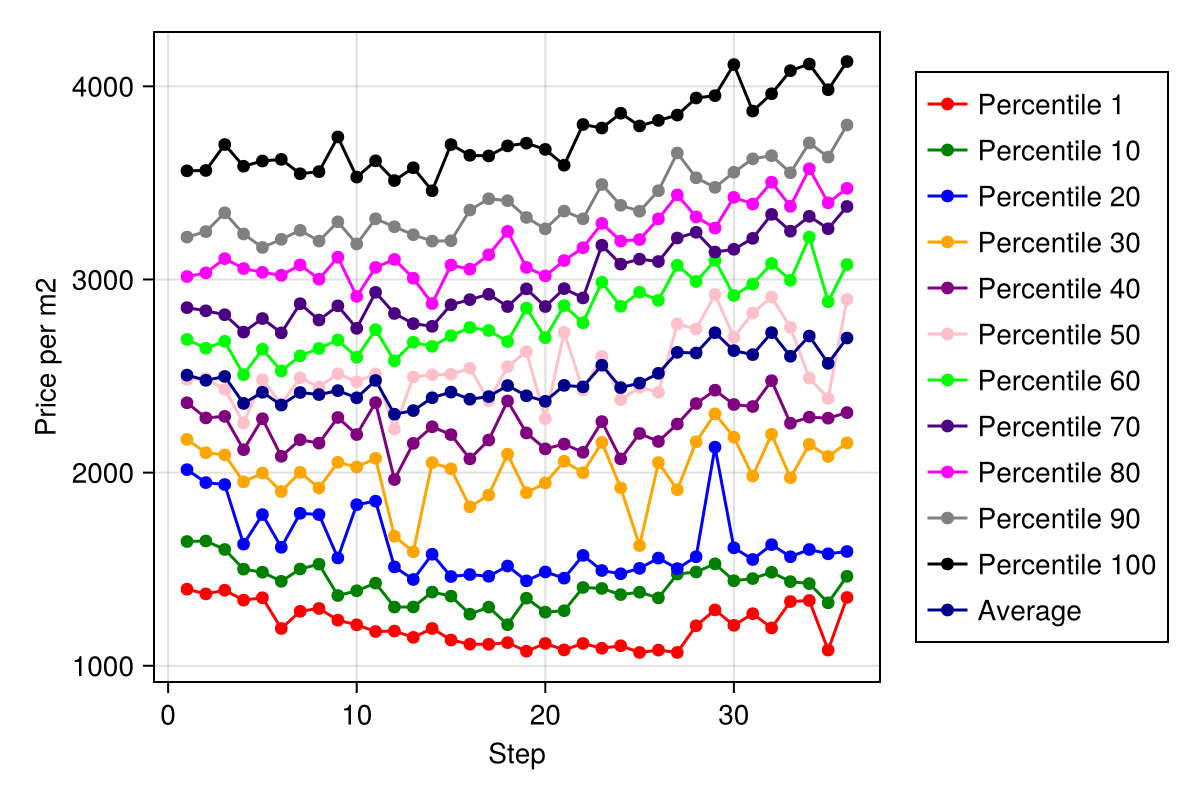 4000
3000
2000
1000
Price per m2
0 10 20 30
Step
Percentile 1
Percentile 10
Percentile 20
Percentile 30
Percentile 40
Percentile 50
Percentile 60
Percentile 70
Percentile 80
Percentile 90
Percentile 100
Average